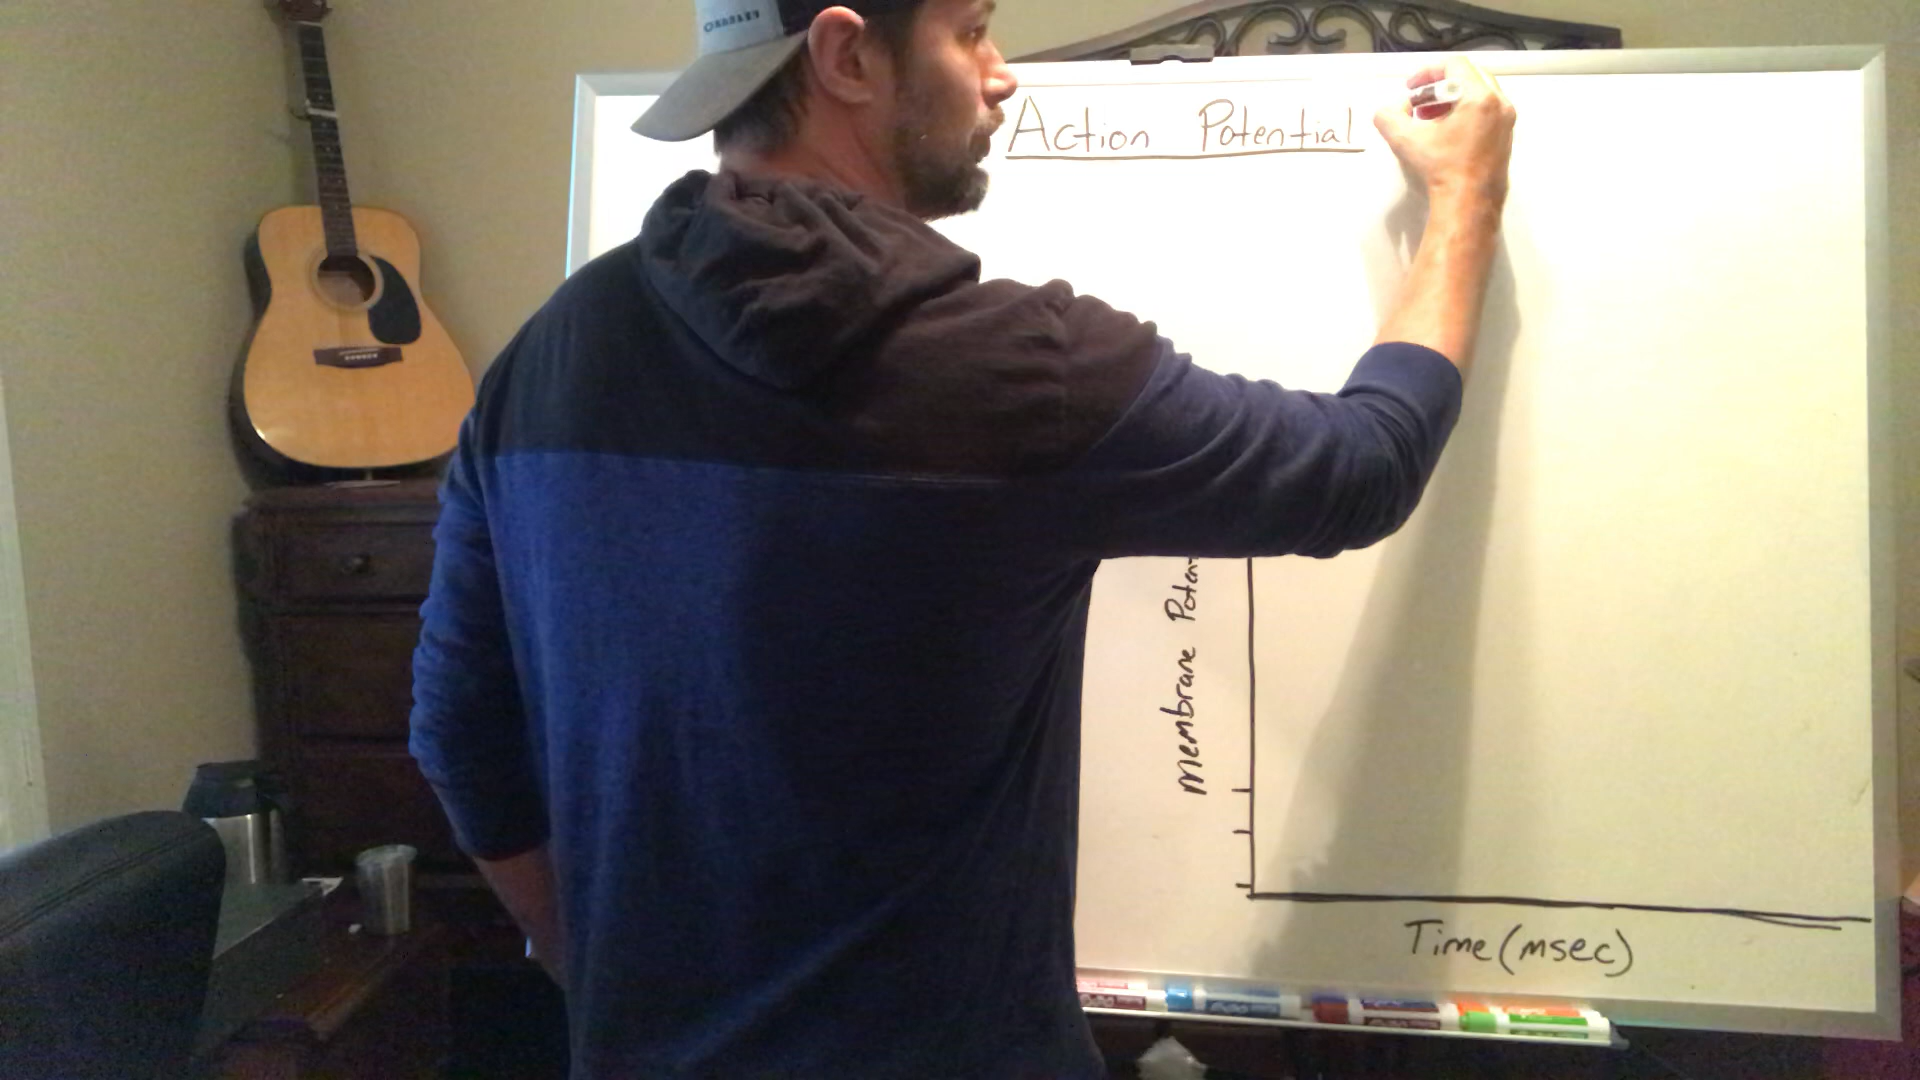 Action Potential
membrane Poten
Time (msec)